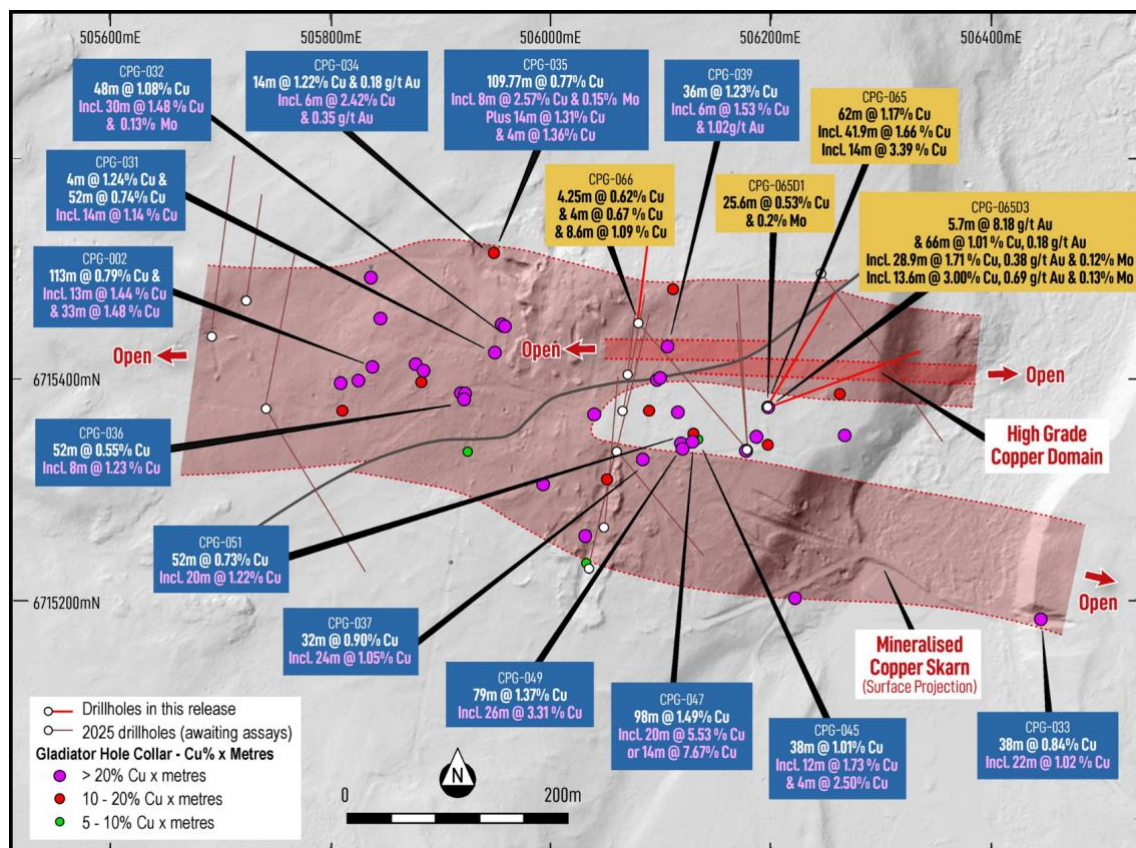 505600mE
505800mE
506000mE
506200mE
506400mE
CPG-032
48m @ 1.08% Cu
Incl. 30m @ 1.48 % Cu
& 0.13% Mo
CPG-034
14m @ 1.22% Cu & 0.18 g/t Au
Incl. 6m @ 2.42% Cu
& 0.35 g/t Au
CPG-035
109.77m @ 0.77% Cu
Incl. 8m @ 2.57% Cu & 0.15% Mo
Plus 14m @ 1.31% Cu
& 4m @ 1.36% Cu
CPG-039
36m @ 1.23% Cu
Incl. 6m @ 1.53 % Cu
& 1.02g/t Au
CPG-065
62m @ 1.17% Cu
Incl. 41.9m @ 1.66 % Cu
Incl. 14m @ 3.39 % Cu
CPG-031
4m @ 1.24% Cu &
52m @ 0.74% Cu
Incl. 14m @ 1.14 % Cu
CPG-066
4.25m @ 0.62% Cu
& 4m @ 0.67 % Cu
& 8.6m @ 1.09 % Cu
CPG-065D1
25.6m @ 0.53% Cu
& 0.2% Mo
CPG-065D3
5.7m @ 8.18 g/t Au
& 66m @ 1.01 % Cu, 0.18 g/t Au
Incl. 28.9m @ 1.71 % Cu, 0.38 g/t Au & 0.12% Mo
Incl. 13.6m @ 3.00% Cu, 0.69 g/t Au & 0.13% Mo
CPG-002
113m @ 0.79% Cu &
Incl. 13m @ 1.44 % Cu
& 33m @ 1.48 % Cu
Open
Open
Open
6715400mN
CPG-036
52m @ 0.55% Cu
Incl. 8m @ 1.23 % Cu
High Grade
Copper Domain
CPG-051
52m @ 0.73% Cu
Incl. 20m @ 1.22% Cu
Open
6715200mN
CPG-037
32m @ 0.90% Cu
Incl. 24m @ 1.05% Cu
Mineralised
Copper Skarn
(Surface Projection)
CPG-049
79m @ 1.37% Cu
Incl. 26m @ 3.31 % Cu
CPG-047
98m @ 1.49% Cu
Incl. 20m @ 5.53 % Cu
or 14m @ 7.67% Cu
CPG-045
38m @ 1.01% Cu
Incl. 12m @ 1.73 % Cu
& 4m @ 2.50% Cu
CPG-033
38m @ 0.84% Cu
Incl. 22m @ 1.02 % Cu
Drillholes in this release
2025 drillholes (awaiting assays)
Gladiator Hole Collar - Cu% x Metres
> 20% Cu x metres
10 - 20% Cu x metres
5 - 10% Cu x metres
N
0
200m